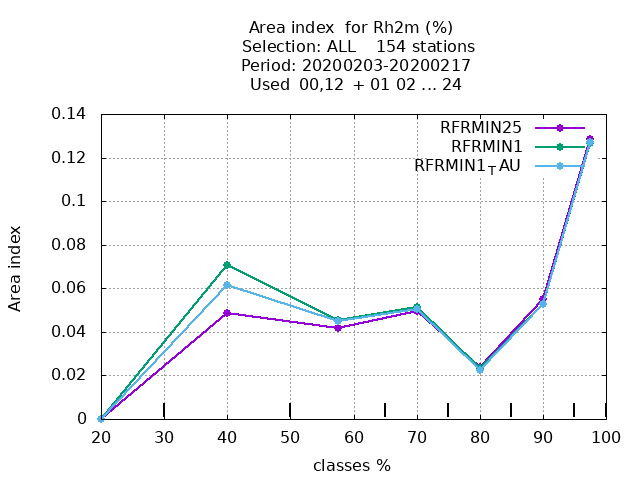 Area index  for Rh2m (%)
Selection: ALL    154 stations
Period: 20200203-20200217
Used  00,12  + 01 02 ... 24
RFRMIN25
RFRMIN1
RFRMIN1TAU
Area index
0.14
0.12
0.1
0.08
0.06
0.04
0.02
0
20 30 40 50 60 70 80 90 100
classes %